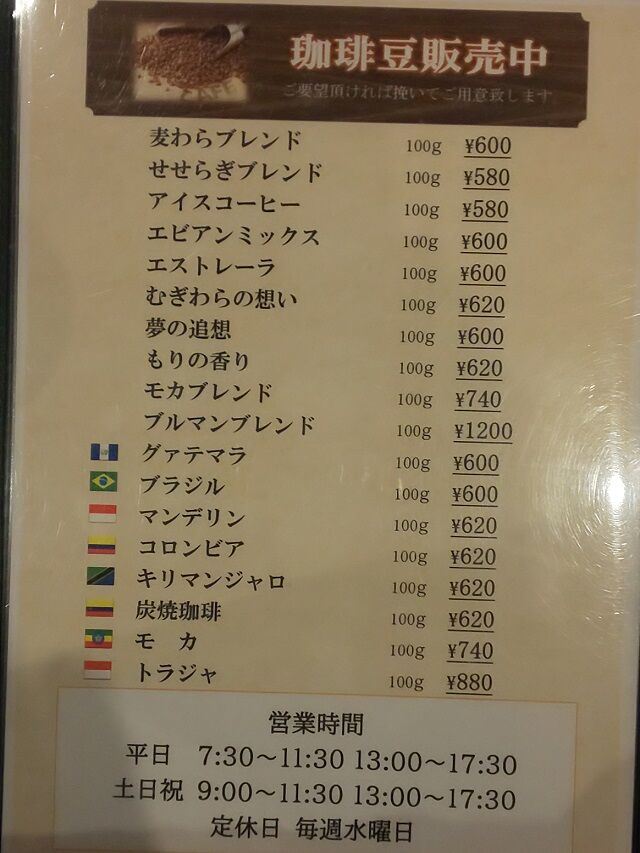 珈琲豆販売中
ご要望頂ければ挽いてご用意致します
麦わらブレンド 100g ¥600
せせらぎブレンド 100g ¥580
アイスコーヒー 100g ¥580
エビアンミックス 100g ¥600
エストレーラ 100g ¥600
むぎわらの想い 100g ¥620
夢の追想 100g ¥600
もりの香り 100g ¥620
モカブレンド 100g ¥740
ブルマンブレンド 100g ¥1200
グァテマラ 100g ¥600
ブラジル 100g ¥600
マンデリン 100g ¥620
コロンビア 100g ¥620
キリマンジャロ 100g ¥620
炭焼珈琲 100g ¥620
モ カ 100g ¥740
トラジャ 100g ¥880
営業時間
平日 7:30～11:30 13:00～17:30
土日祝 9:00～11:30 13:00～17:30
定休日 毎週水曜日